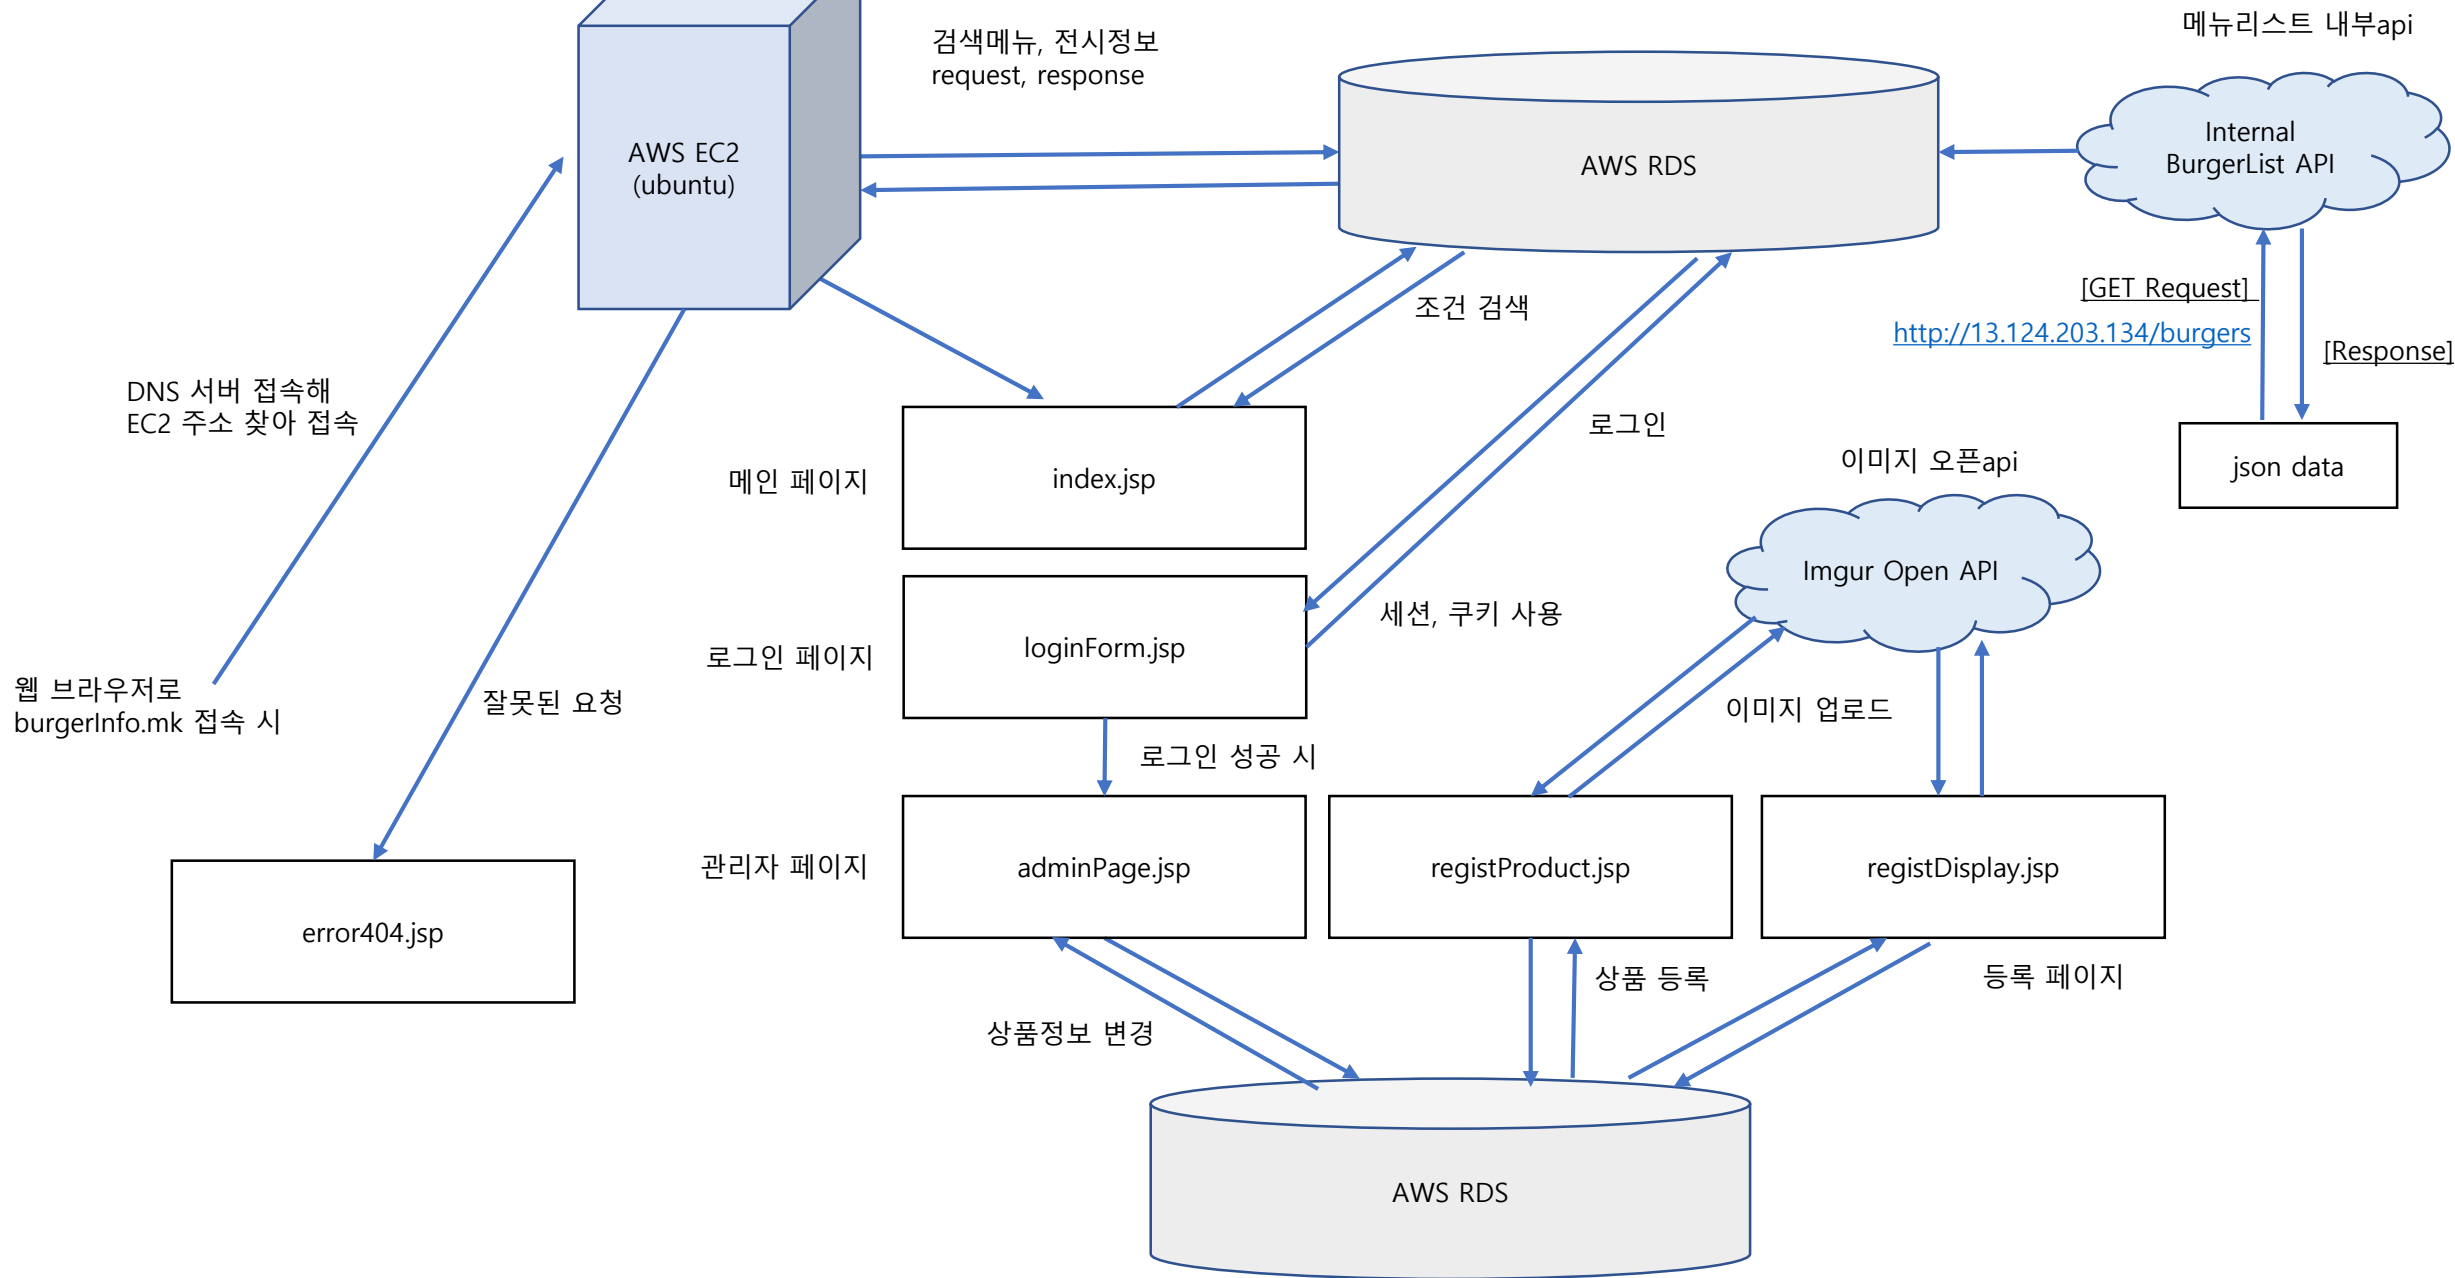 메뉴리스트 내부api
검색메뉴, 전시정보
request, response
AWS EC2
(ubuntu)
AWS RDS
Internal
BurgerList API
[GET Request]
http://13.124.203.134/burgers
[Response]
조건 검색
DNS 서버 접속해
EC2 주소 찾아 접속
로그인
메인 페이지
index.jsp
이미지 오픈api
json data
Imgur Open API
세션, 쿠키 사용
로그인 페이지
loginForm.jsp
웹 브라우저로
burgerInfo.mk 접속 시
잘못된 요청
이미지 업로드
로그인 성공 시
관리자 페이지
adminPage.jsp
registProduct.jsp
registDisplay.jsp
error404.jsp
상품 등록
등록 페이지
상품정보 변경
AWS RDS